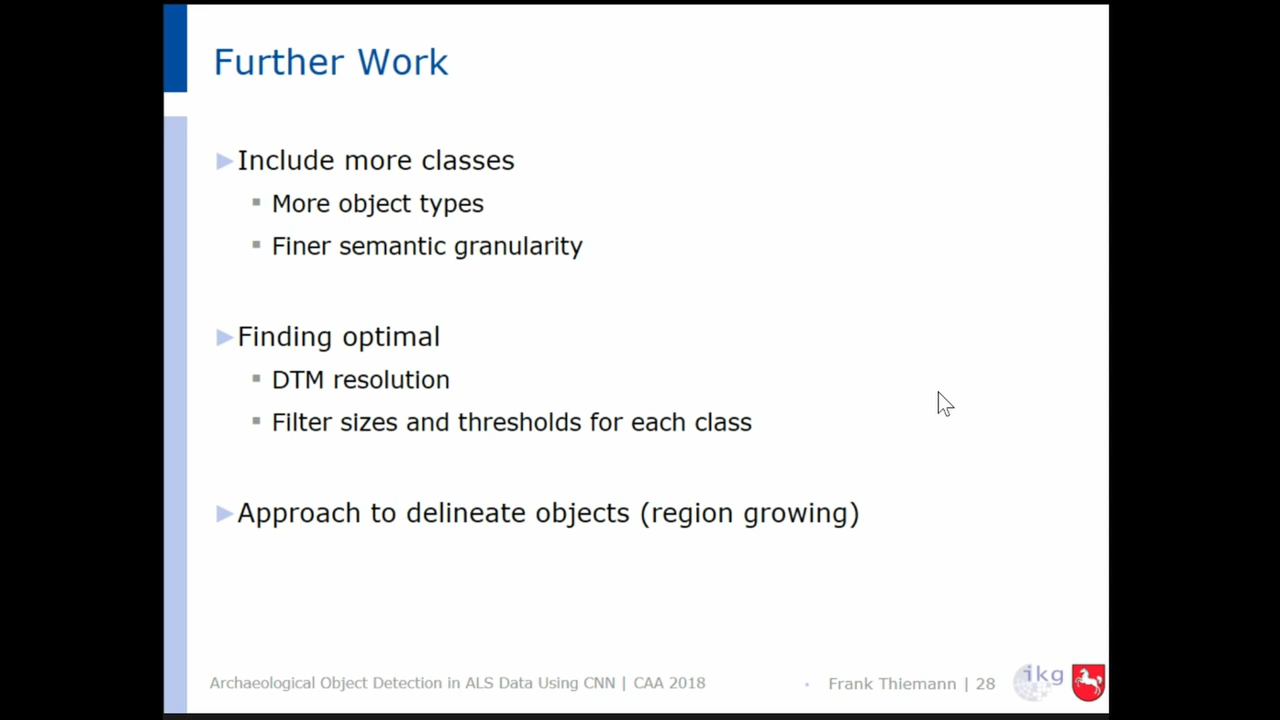 Further Work
Include more classes
More object types
Finer semantic granularity
Finding optimal
DTM resolution
Filter sizes and thresholds for each class
Approach to delineate objects (region growing)
Archaeological Object Detection in ALS Data Using CNN | CAA 2018
Frank Thiemann | 28
ikg